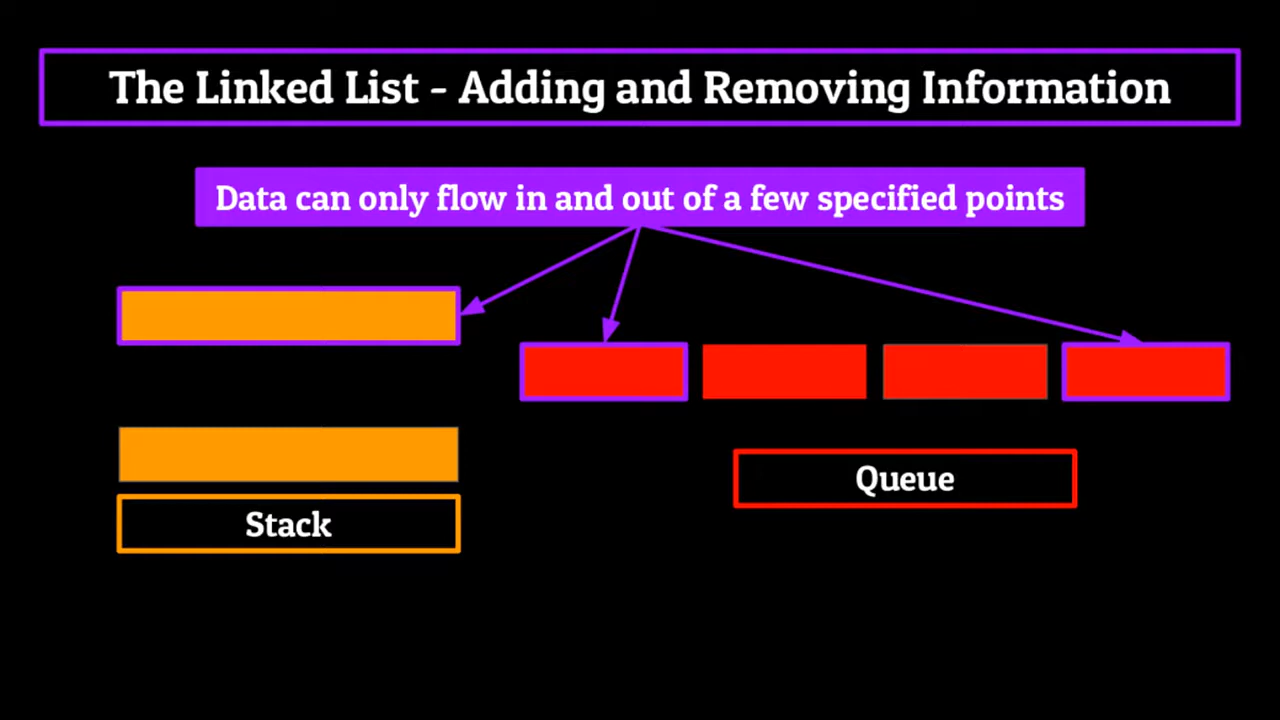 The Linked List - Adding and Removing Information
Data can only flow in and out of a few specified points
Queue
Stack